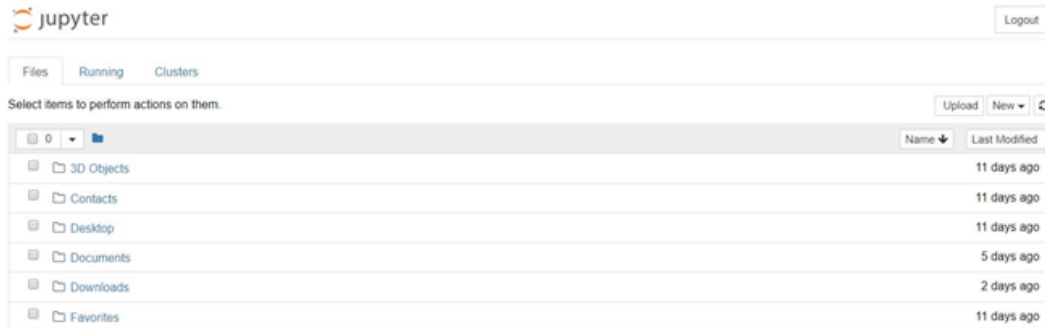 jupyter Logout
Files Running Clusters
Select items to perform actions on them. Upload New
0 Name Last Modified
3D Objects 11 days ago
Contacts 11 days ago
Desktop 11 days ago
Documents 5 days ago
Downloads 2 days ago
Favorites 11 days ago